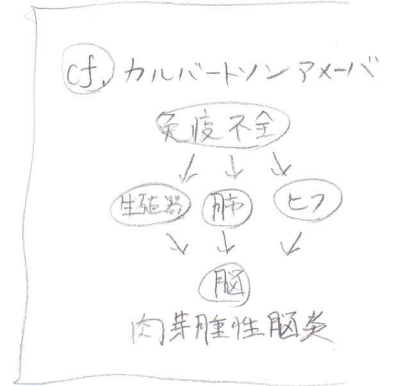 cf. カルバートソンアメーバ
免疫不全
生殖器 肺 ヒフ
脳
肉芽腫性脳炎